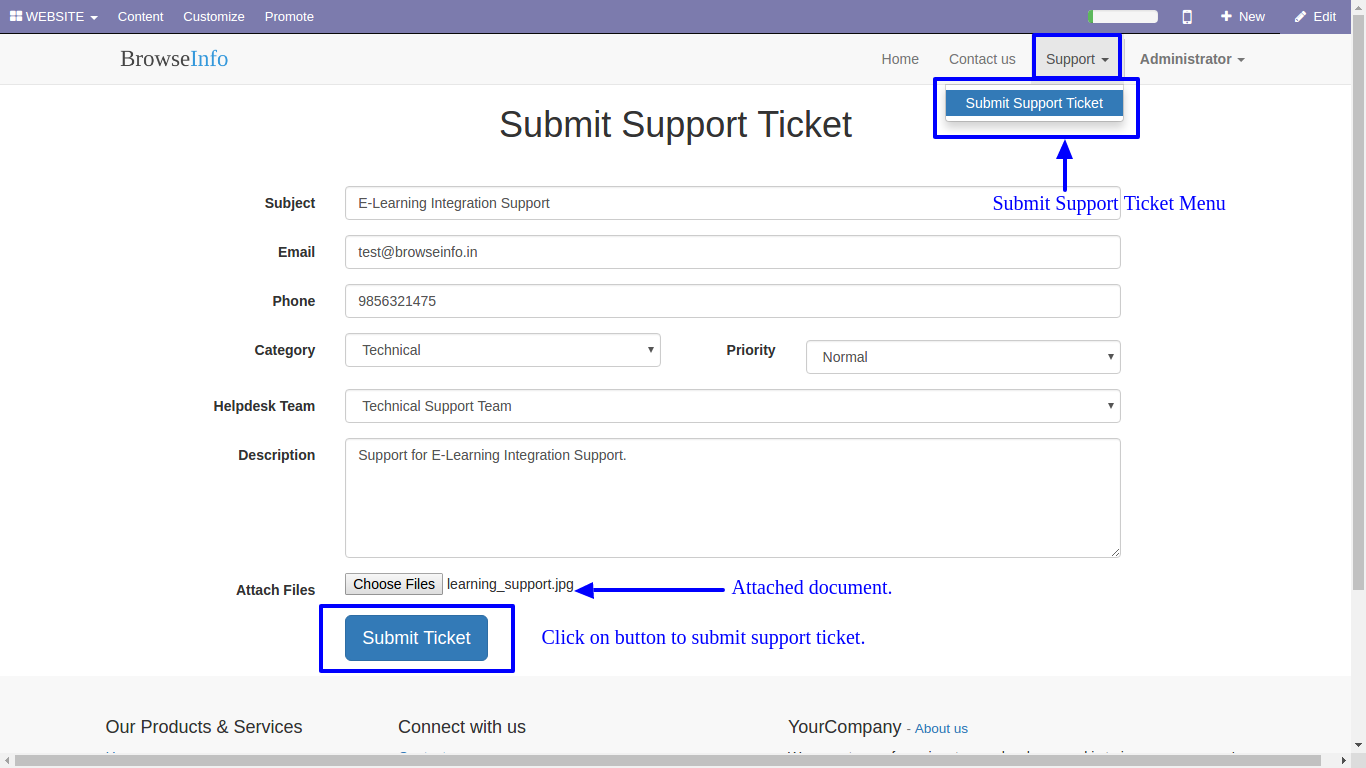 WEBSITE Content Customize Promote New Edit
BrowseInfo Home Contact us Support Administrator
Submit Support Ticket
Submit Support Ticket
Subject E-Learning Integration Support Submit Support Ticket Menu
Email test@browseinfo.in
Phone 9856321475
Category Technical Priority Normal
Helpdesk Team Technical Support Team
Description Support for E-Learning Integration Support.
Attach Files Choose Files learning_support.jpg Attached document.
Submit Ticket Click on button to submit support ticket.
Our Products & Services Connect with us YourCompany - About us